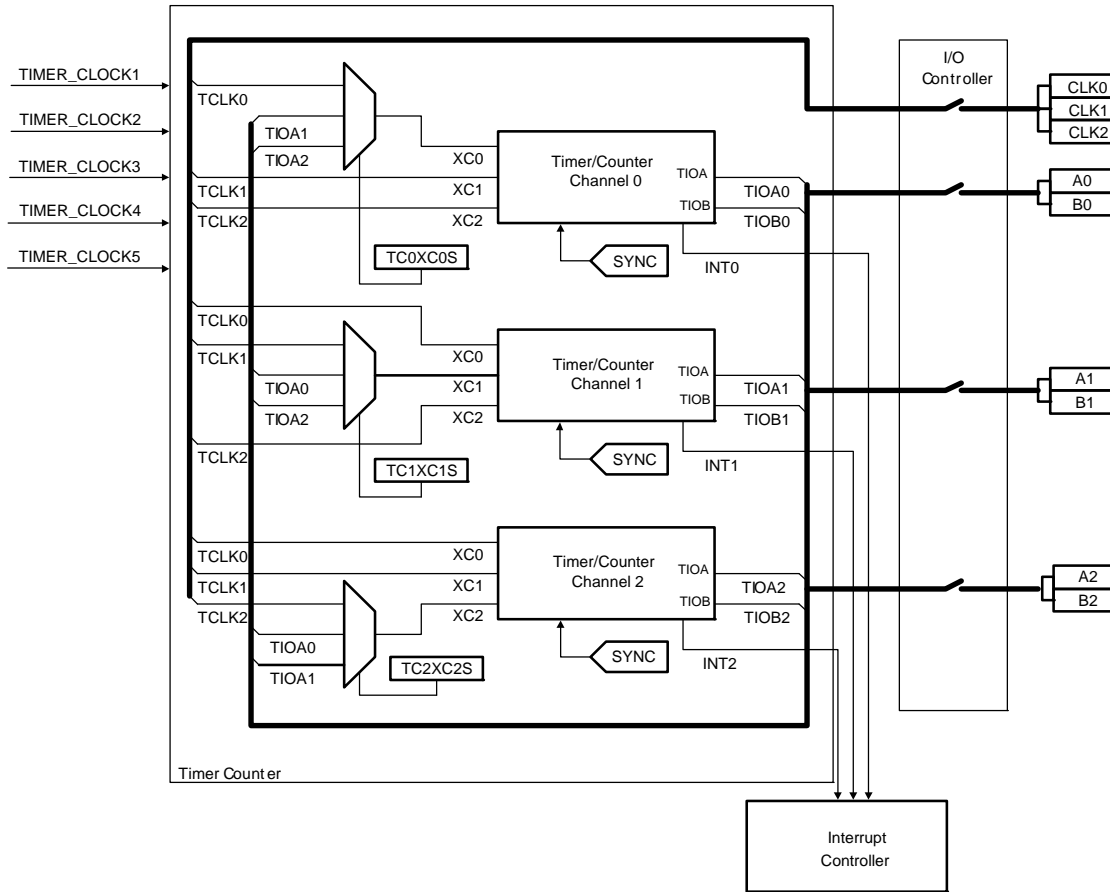 TIMER_CLOCK1
TIMER_CLOCK2
TIMER_CLOCK3
TIMER_CLOCK4
TIMER_CLOCK5
TCLK0
TIOA1
TIOA2
TCLK1
TCLK2
XC0
XC1
XC2
TC0XC0S
Timer/Counter
Channel 0
TIOA
TIOB
TIOA0
TIOB0
SYNC
INT0
TCLK0
TCLK1
TIOA0
TIOA2
TCLK2
XC0
XC1
XC2
TC1XC1S
Timer/Counter
Channel 1
TIOA
TIOB
TIOA1
TIOB1
SYNC
INT1
TCLK0
TCLK1
TCLK2
TIOA0
TIOA1
XC0
XC1
XC2
TC2XC2S
Timer/Counter
Channel 2
TIOA
TIOB
TIOA2
TIOB2
SYNC
INT2
Timer Counter
I/O
Controller
CLK0
CLK1
CLK2
A0
B0
A1
B1
A2
B2
Interrupt
Controller